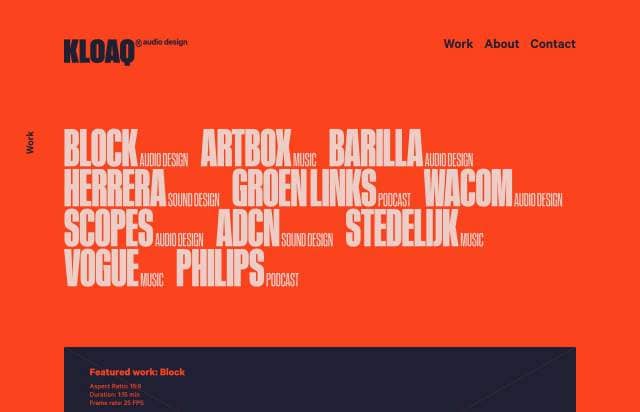 KLOAQ® audio design
Work About Contact
Work
BLOCK AUDIO DESIGN ARTBOX MUSIC BARILLA AUDIO DESIGN
HERRERA SOUND DESIGN GROENLINKS PODCAST WACOM AUDIO DESIGN
SCOPES AUDIO DESIGN ADCN SOUND DESIGN STEDELIJK MUSIC
VOGUE MUSIC PHILIPS PODCAST
Featured work: Block
Aspect Ratio: 16:9
Duration: 1:15 min
Frame rate: 25 FPS